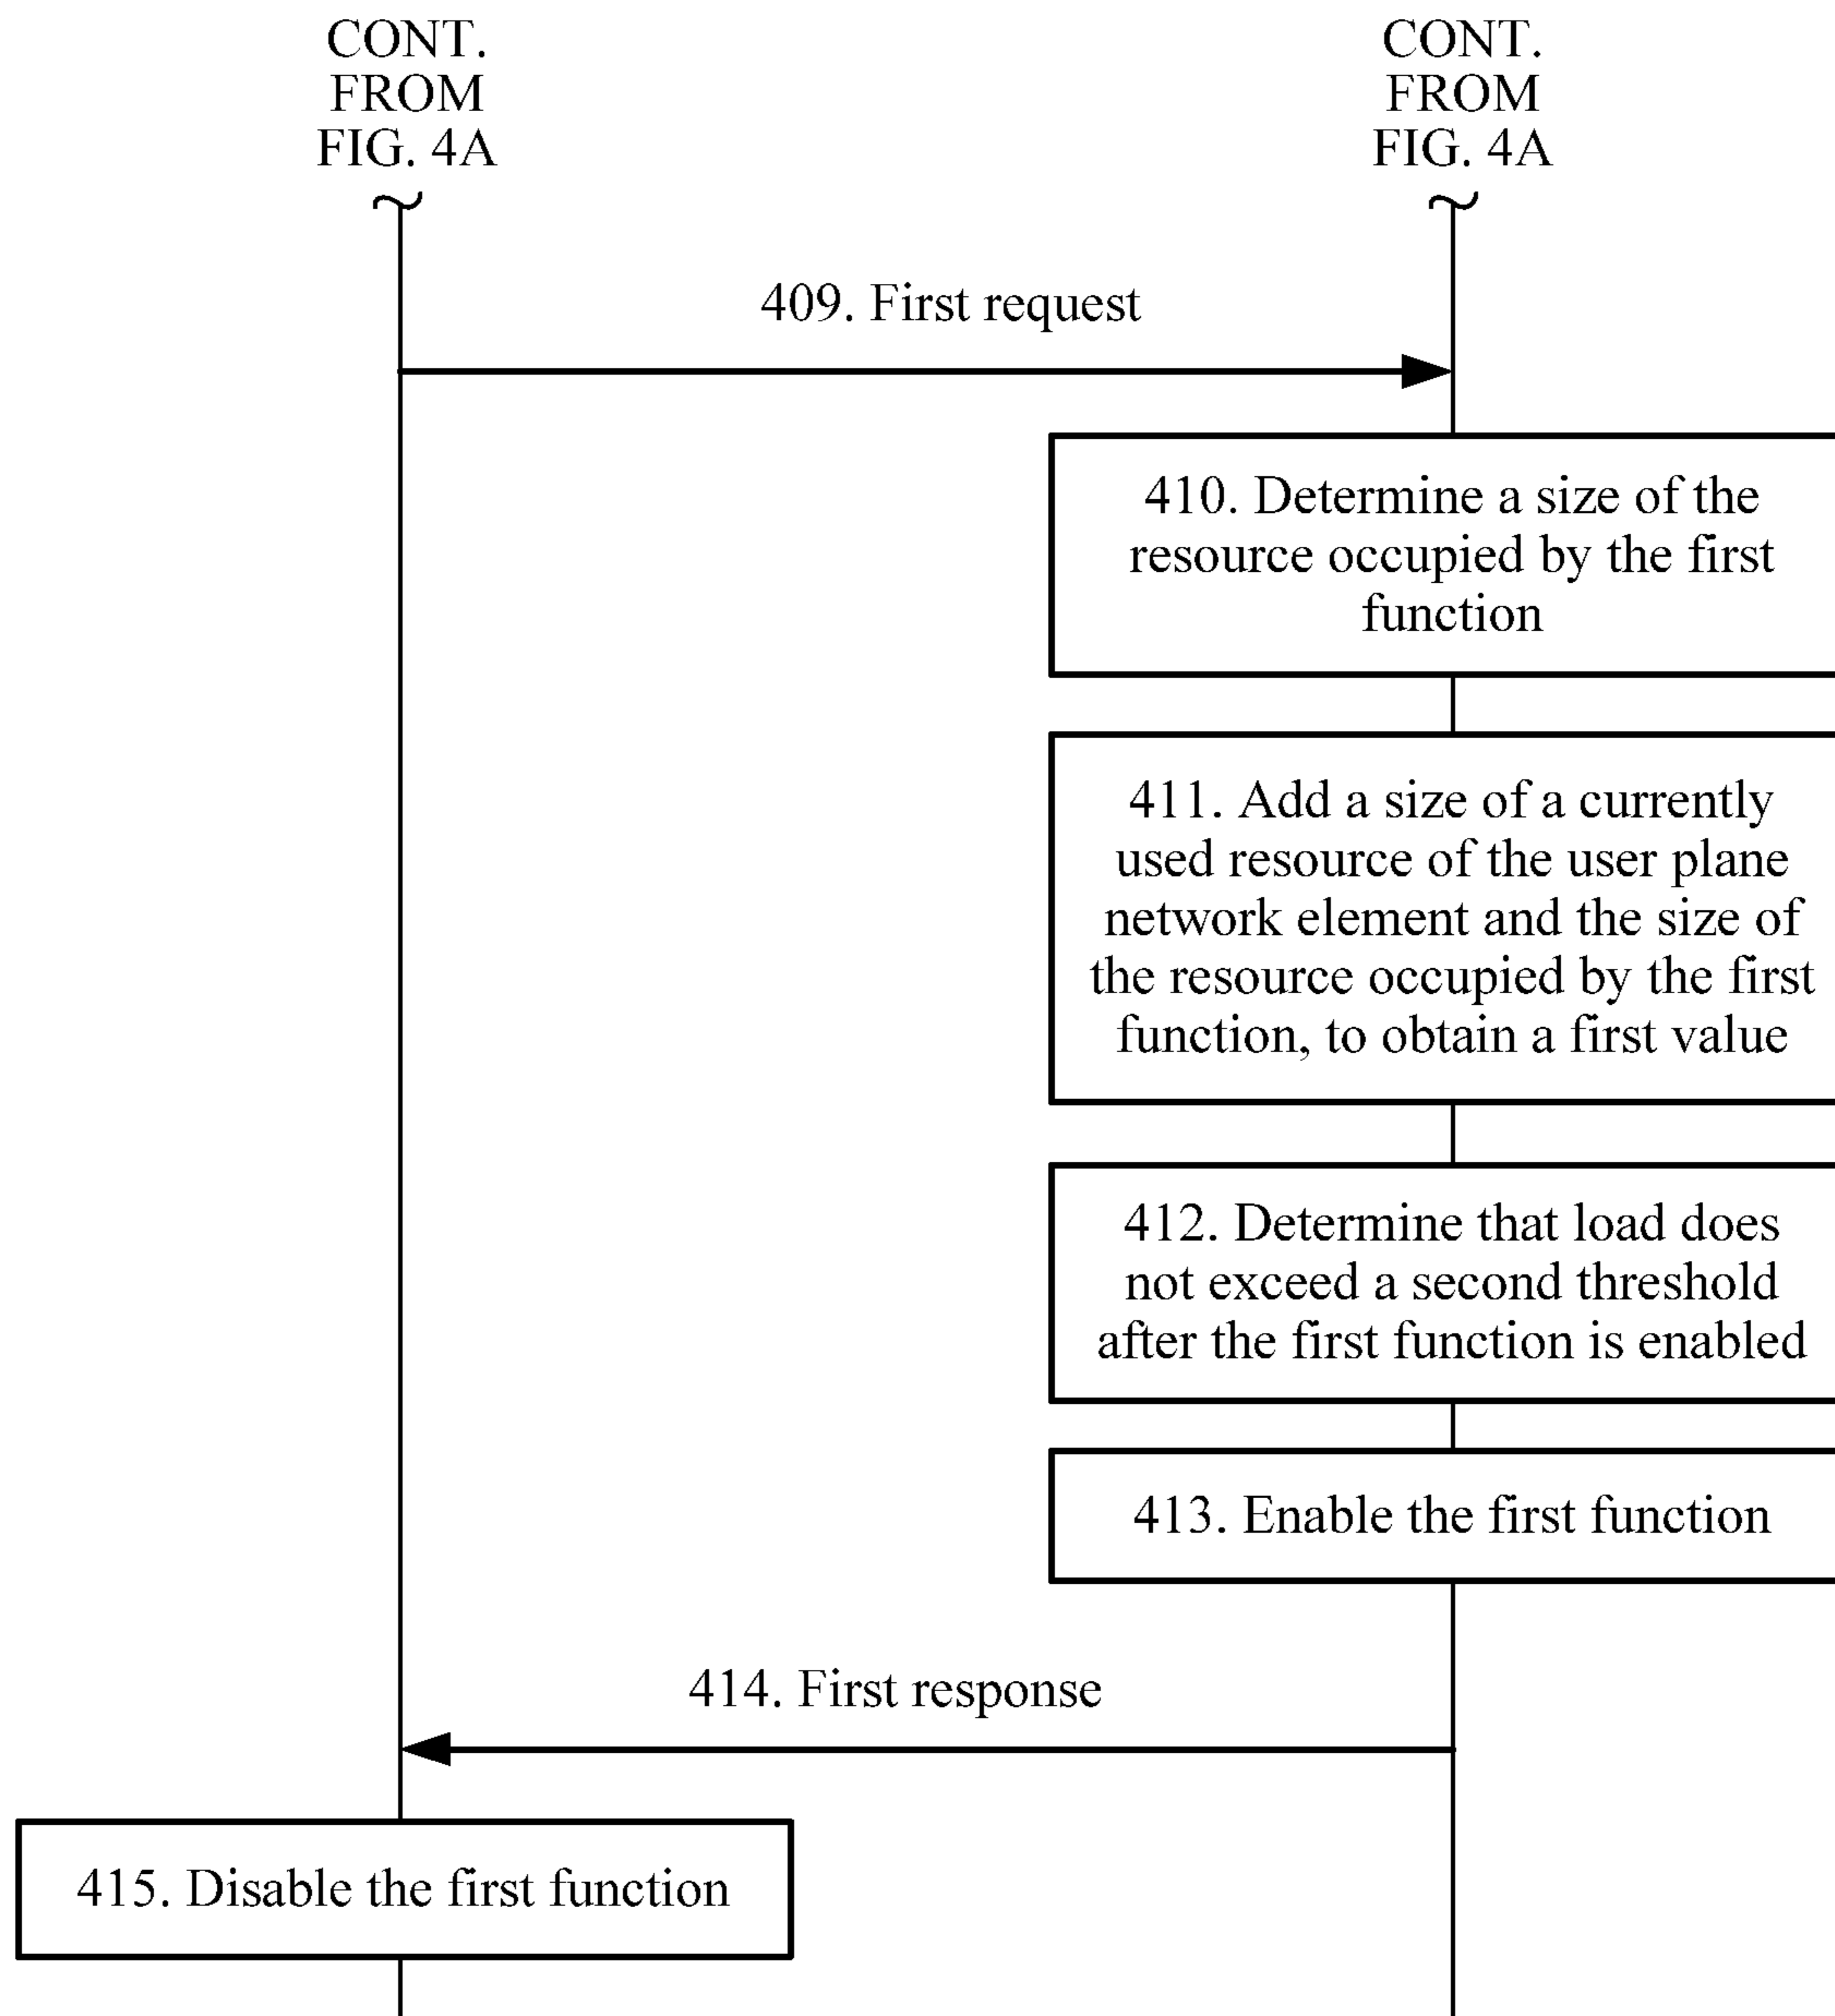 CONT.
FROM
FIG. 4A
CONT.
FROM
FIG. 4A
409. First request
410. Determine a size of the
resource occupied by the first
function
411. Add a size of a currently
used resource of the user plane
network element and the size of
the resource occupied by the first
function, to obtain a first value
412. Determine that load does
not exceed a second threshold
after the first function is enabled
413. Enable the first function
414. First response
415. Disable the first function